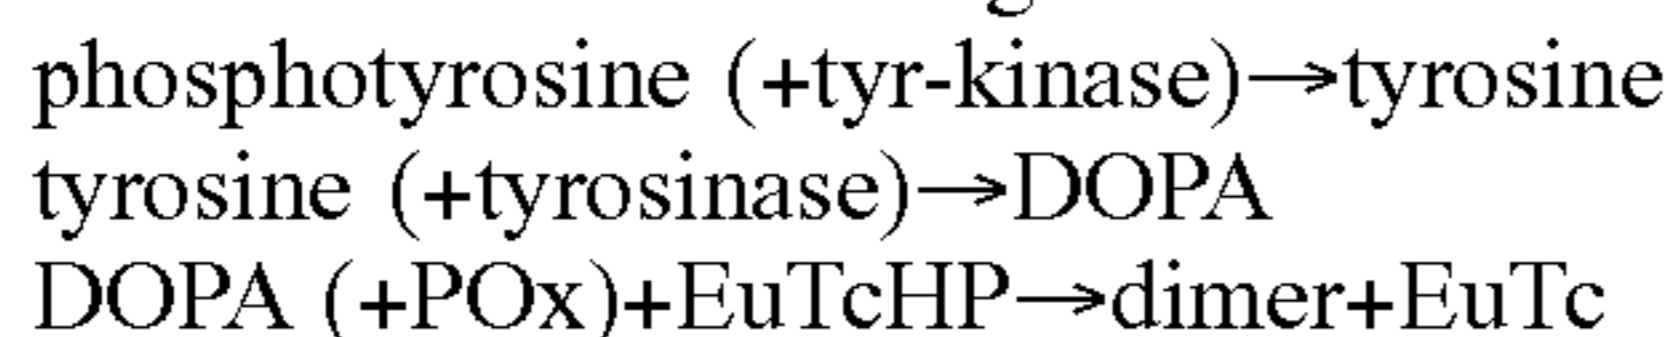 phosphotyrosine (+tyr-kinase)→tyrosine
tyrosine (+tyrosinase)→DOPA
DOPA (+POx)+EuTcHP→dimer+EuTc